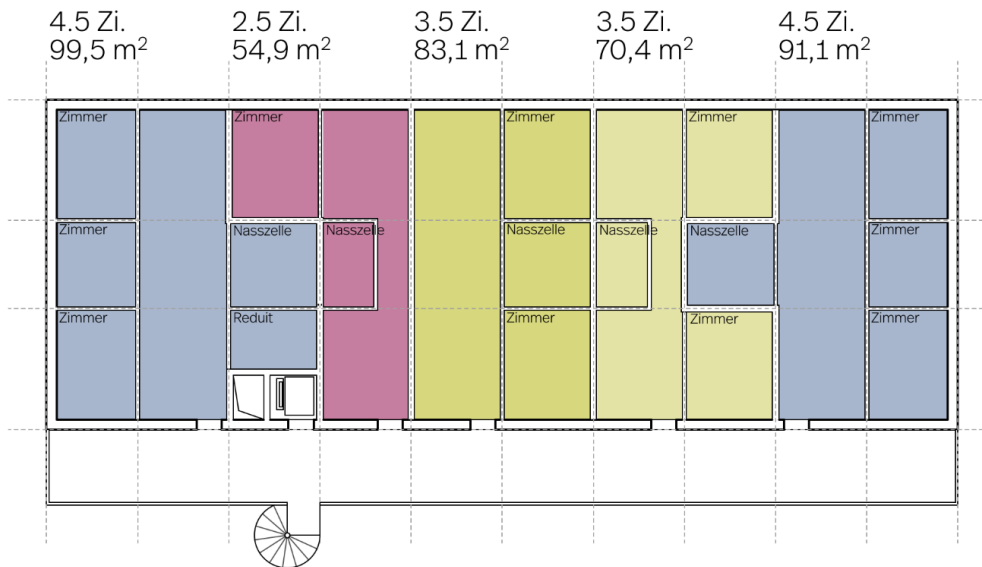 4.5 Zi. 2.5 Zi. 3.5 Zi. 3.5 Zi. 4.5 Zi.
99,5 m² 54,9 m² 83,1 m² 70,4 m² 91,1 m²
Zimmer Zimmer Zimmer Zimmer Zimmer
Zimmer Nasszelle Nasszelle Nasszelle Nasszelle Nasszelle Zimmer
Zimmer Reduit Zimmer Zimmer Zimmer